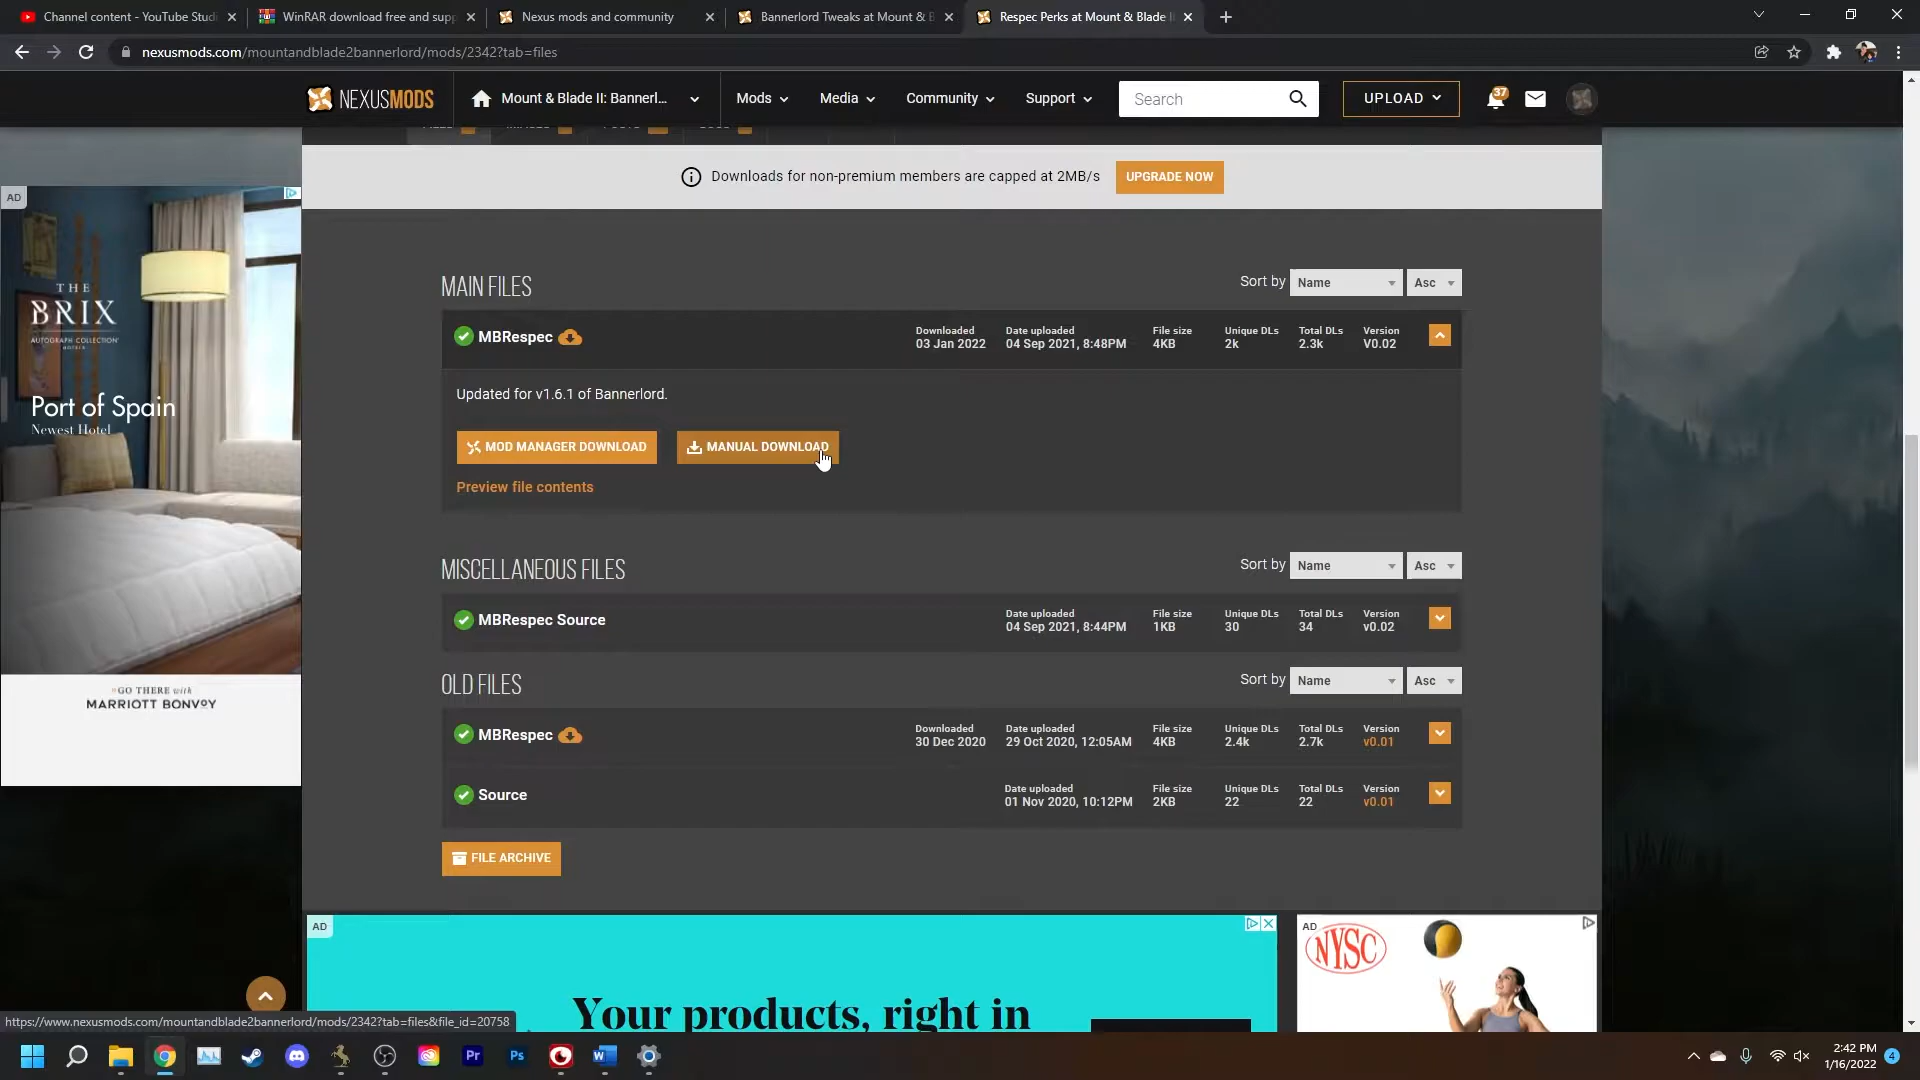 Channel content - YouTube Studi
WinRAR download free and supp
Nexus mods and community
Bannerlord Tweaks at Mount & B
Respec Perks at Mount & Blade II
nexusmods.com/mountandblade2bannerlord/mods/2342?tab=files
NEXUSMODS
Mount & Blade II: Bannerl...
Mods
Media
Community
Support
Search
UPLOAD
37
Downloads for non-premium members are capped at 2MB/s
UPGRADE NOW
AD
THE
BRIX
AUTOGRAPH COLLECTION
HOTELS
Port of Spain
Newest Hotel
GO THERE with
MARRIOTT BONVOY
MAIN FILES
Sort by
Name
Asc
MBRespec
Downloaded
03 Jan 2022
Date uploaded
04 Sep 2021, 8:48PM
File size
4KB
Unique DLs
2k
Total DLs
2.3k
Version
V0.02
Updated for v1.6.1 of Bannerlord.
MOD MANAGER DOWNLOAD
MANUAL DOWNLOAD
Preview file contents
MISCELLANEOUS FILES
Sort by
Name
Asc
MBRespec Source
Date uploaded
04 Sep 2021, 8:44PM
File size
1KB
Unique DLs
30
Total DLs
34
Version
v0.02
OLD FILES
Sort by
Name
Asc
MBRespec
Downloaded
30 Dec 2020
Date uploaded
29 Oct 2020, 12:05AM
File size
4KB
Unique DLs
2.4k
Total DLs
2.7k
Version
v0.01
Source
Date uploaded
01 Nov 2020, 10:12PM
File size
2KB
Unique DLs
22
Total DLs
22
Version
v0.01
FILE ARCHIVE
AD
Your products, right in
AD
NYSC
https://www.nexusmods.com/mountandblade2bannerlord/mods/2342?tab=files&file_id=20758
Pr
Ps
W
2:42 PM
1/16/2022
4